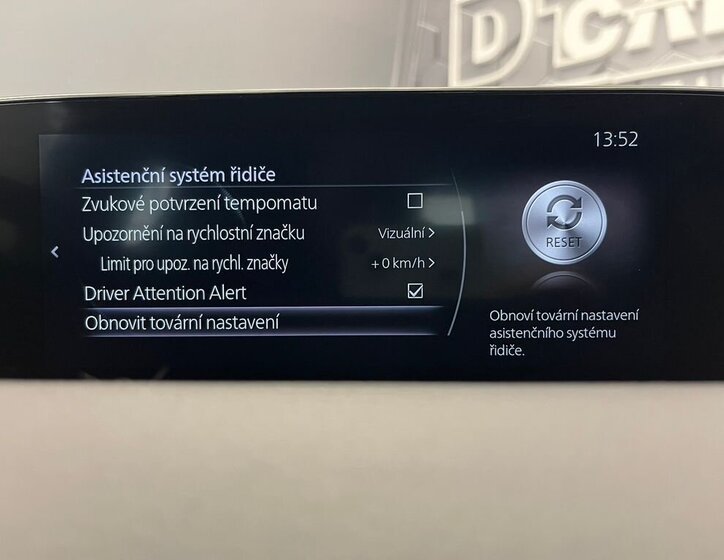 D'CAR
13:52
Asistenční systém řidiče
Zvukové potvrzení tempomatu
Upozornění na rychlostní značku Vizuální >
Limit pro upoz. na rychl. značky + 0 km/h >
Driver Attention Alert
Obnovit tovární nastavení
RESET
Obnoví tovární nastavení
asistenčního systému
řidiče.